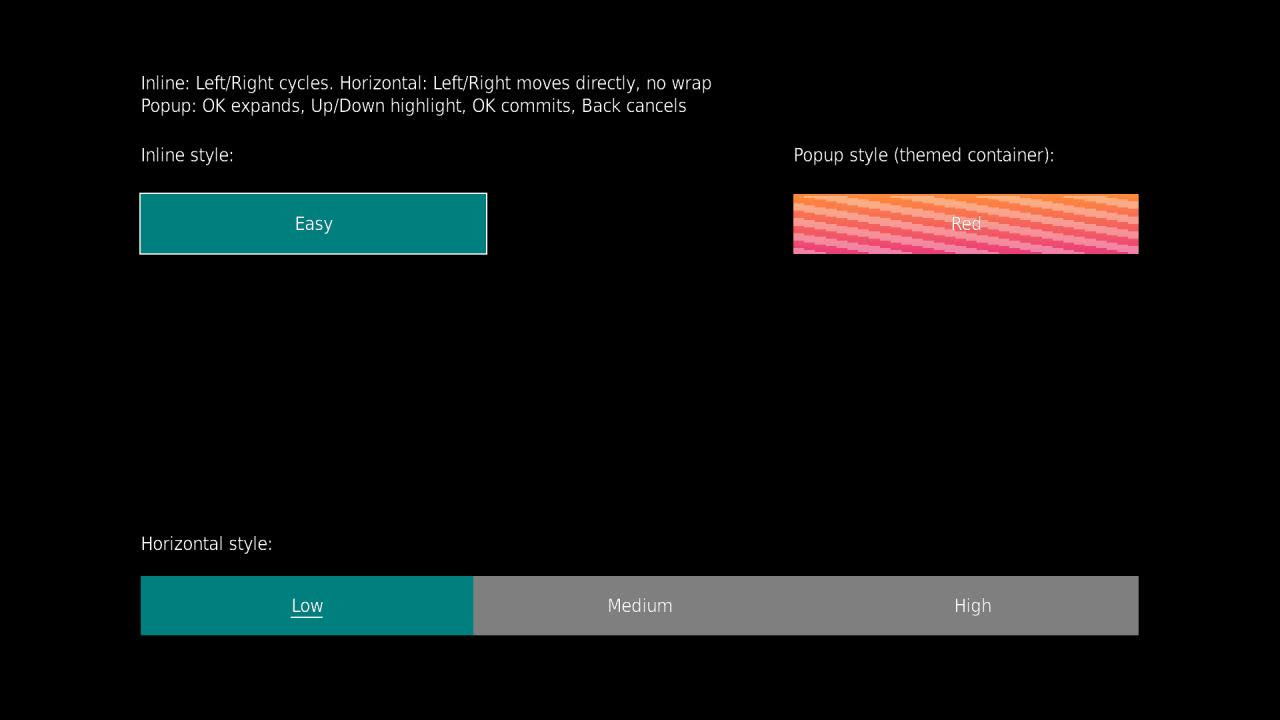 Inline: Left/Right cycles. Horizontal: Left/Right moves directly, no wrap
Popup: OK expands, Up/Down highlight, OK commits, Back cancels
Inline style:
Popup style (themed container):
Easy
Red
Horizontal style:
Low
Medium
High